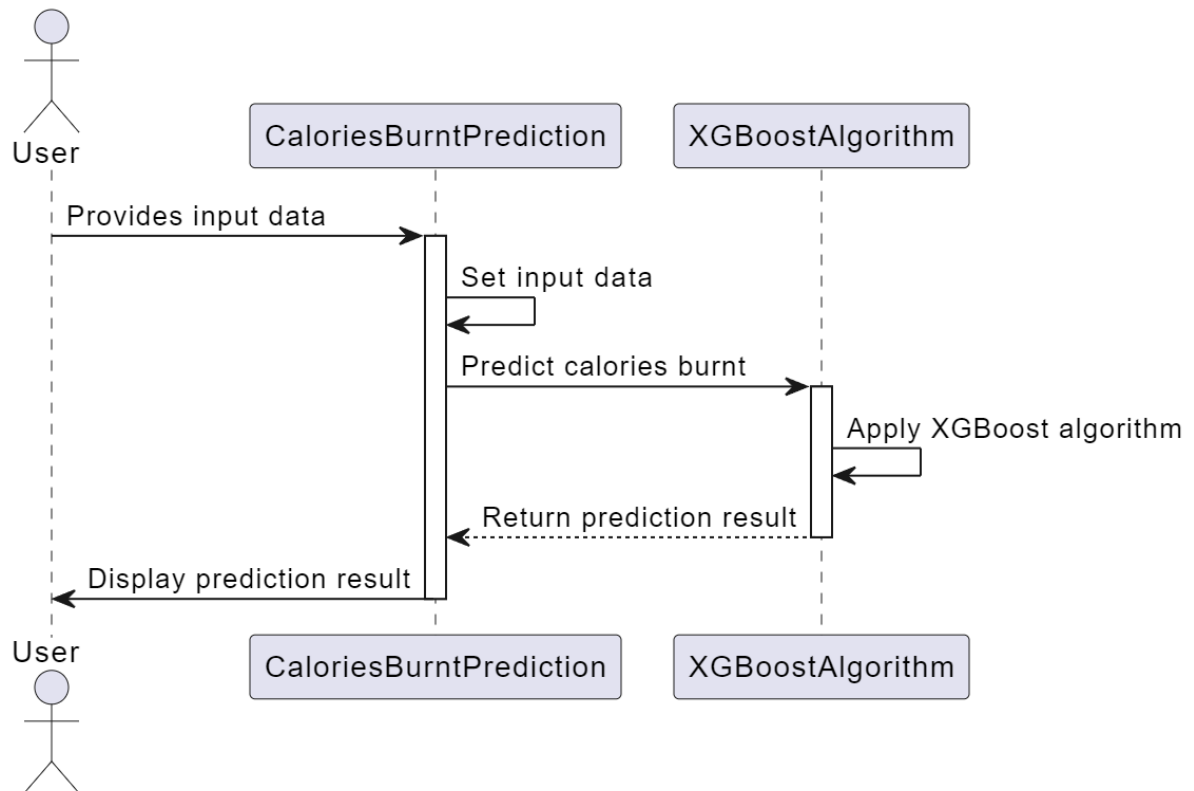 User
CaloriesBurntPrediction
XGBoostAlgorithm
Provides input data
Set input data
Predict calories burnt
Apply XGBoost algorithm
Return prediction result
Display prediction result
User
CaloriesBurntPrediction
XGBoostAlgorithm